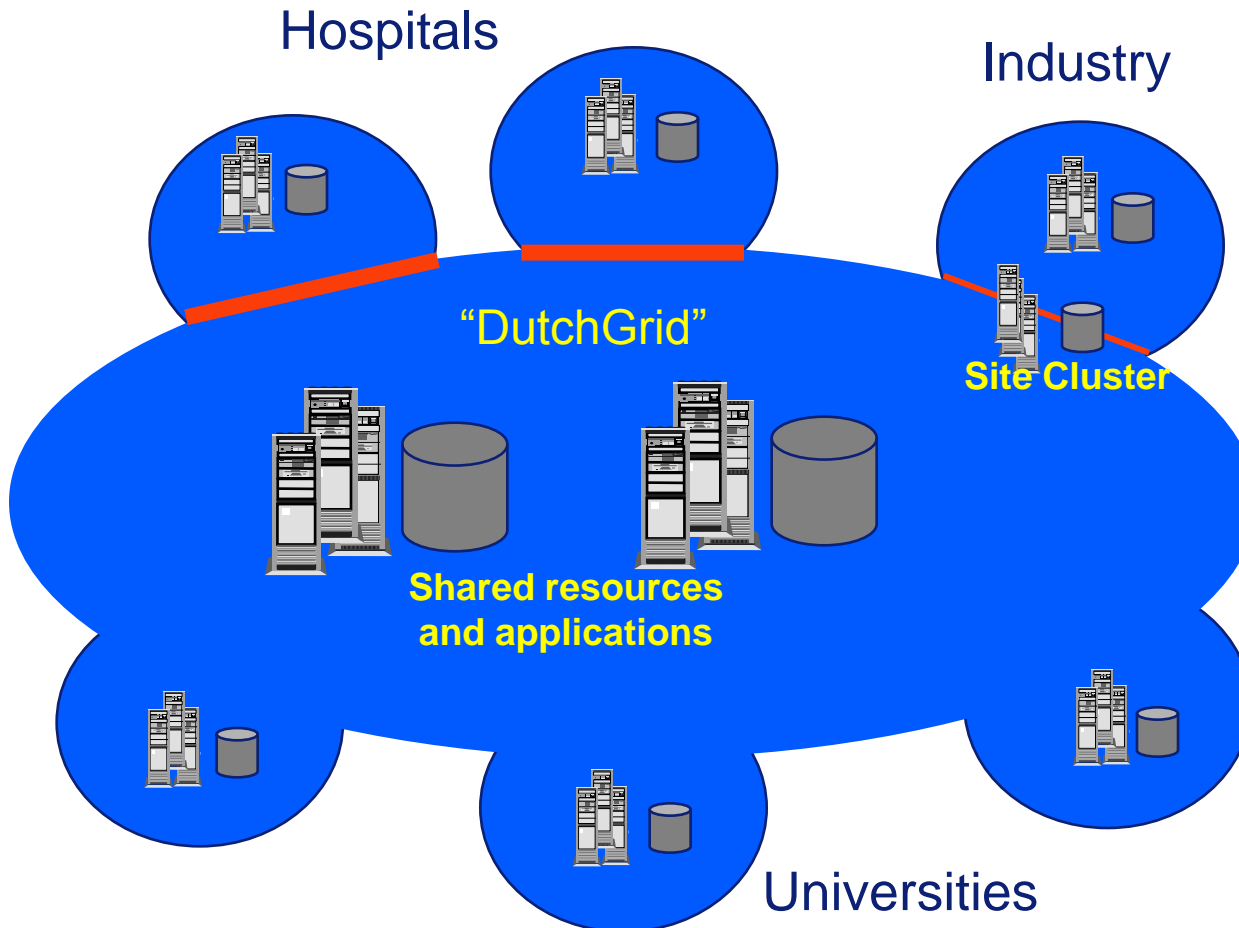 Hospitals
Industry
“DutchGrid”
Site Cluster
Shared resources
and applications
Universities